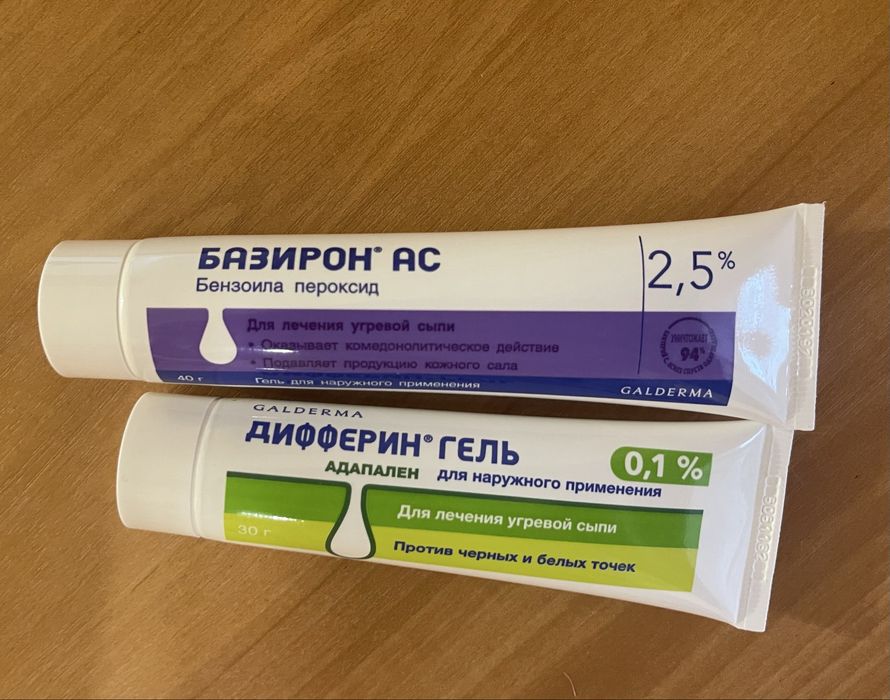 БАЗИРОН® АС
Бензоила пероксид
2,5%
Для лечения угревой сыпи
• Оказывает комедонолитическое действие
• Подавляет продукцию кожного сала
УНИЧТОЖАЕТ
94%
40 г
Гель для наружного применения
GALDERMA
GALDERMA
ДИФФЕРИН® ГЕЛЬ
АДАПАЛЕН
для наружного применения
0,1 %
Для лечения угревой сыпи
30 г
Против черных и белых точек